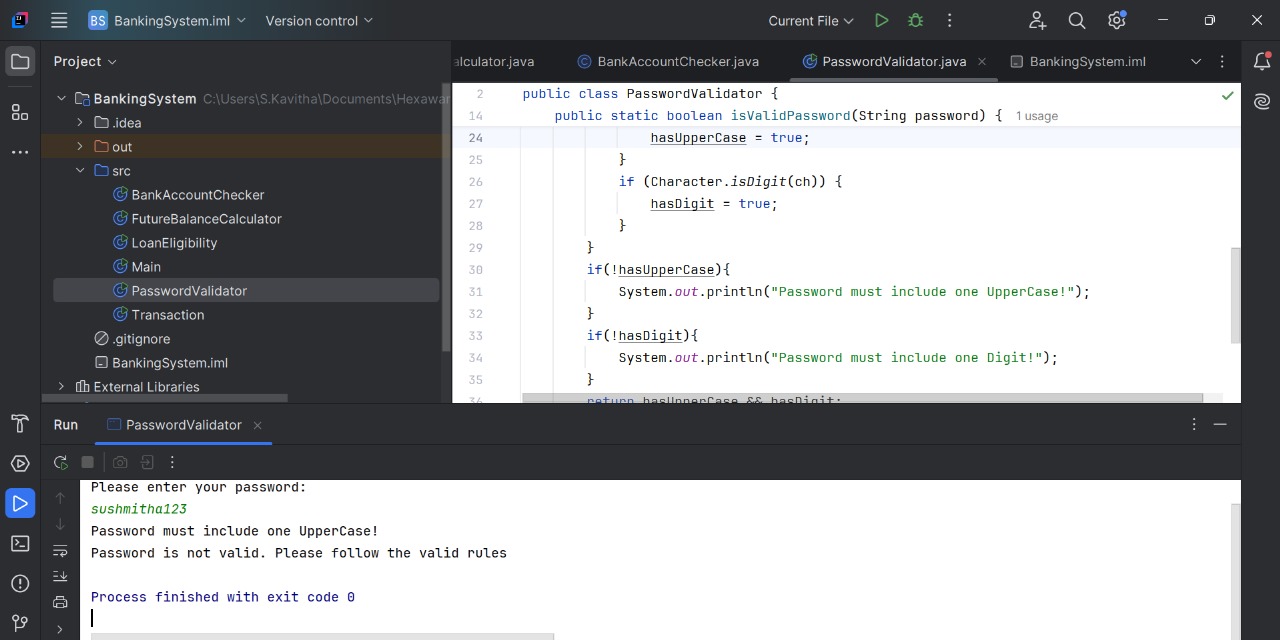 BS BankingSystem.iml Version control Current File
Project
alculator.java BankAccountChecker.java PasswordValidator.java BankingSystem.iml
BankingSystem C:\Users\S.Kavitha\Documents\Hexawar
.idea
out
src
BankAccountChecker
FutureBalanceCalculator
LoanEligibility
Main
PasswordValidator
Transaction
.gitignore
BankingSystem.iml
External Libraries
2 public class PasswordValidator {
14 public static boolean isValidPassword(String password) { 1 usage
24 hasUpperCase = true;
25 }
26 if (Character.isDigit(ch)) {
27 hasDigit = true;
28 }
29 }
30 if(!hasUpperCase){
31 System.out.println("Password must include one UpperCase!");
32 }
33 if(!hasDigit){
34 System.out.println("Password must include one Digit!");
35 }
36 return hasUpperCase && hasDigit;
Run PasswordValidator
Please enter your password:
sushmitha123
Password must include one UpperCase!
Password is not valid. Please follow the valid rules
Process finished with exit code 0